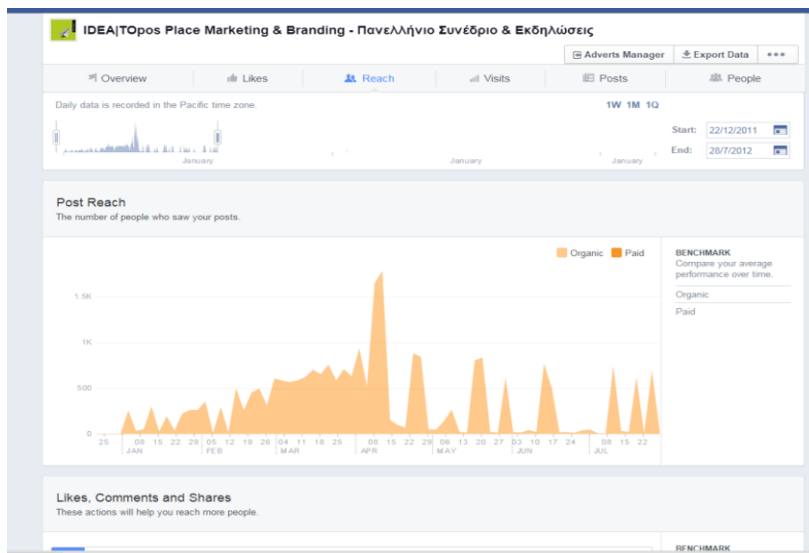 IDEA|TOpos Place Marketing & Branding - Πανελλήνιο Συνέδριο & Εκδηλώσεις
Adverts Manager Export Data
Overview Likes Reach Visits Posts People
Daily data is recorded in the Pacific time zone.
1W 1M 1Q
Start: 22/12/2011
End: 28/7/2012
January January January
Post Reach
The number of people who saw your posts.
Organic Paid
BENCHMARK
Compare your average
performance over time.
Organic
Paid
1.5K
1K
500
0
25 08 15 22 29 05 12 19 26 04 11 18 25 08 15 22 29 06 13 20 27 03 10 17 24 08 15 22
JAN FEB MAR APR MAY JUN JUL
Likes, Comments and Shares
These actions will help you reach more people.
BENCHMARK